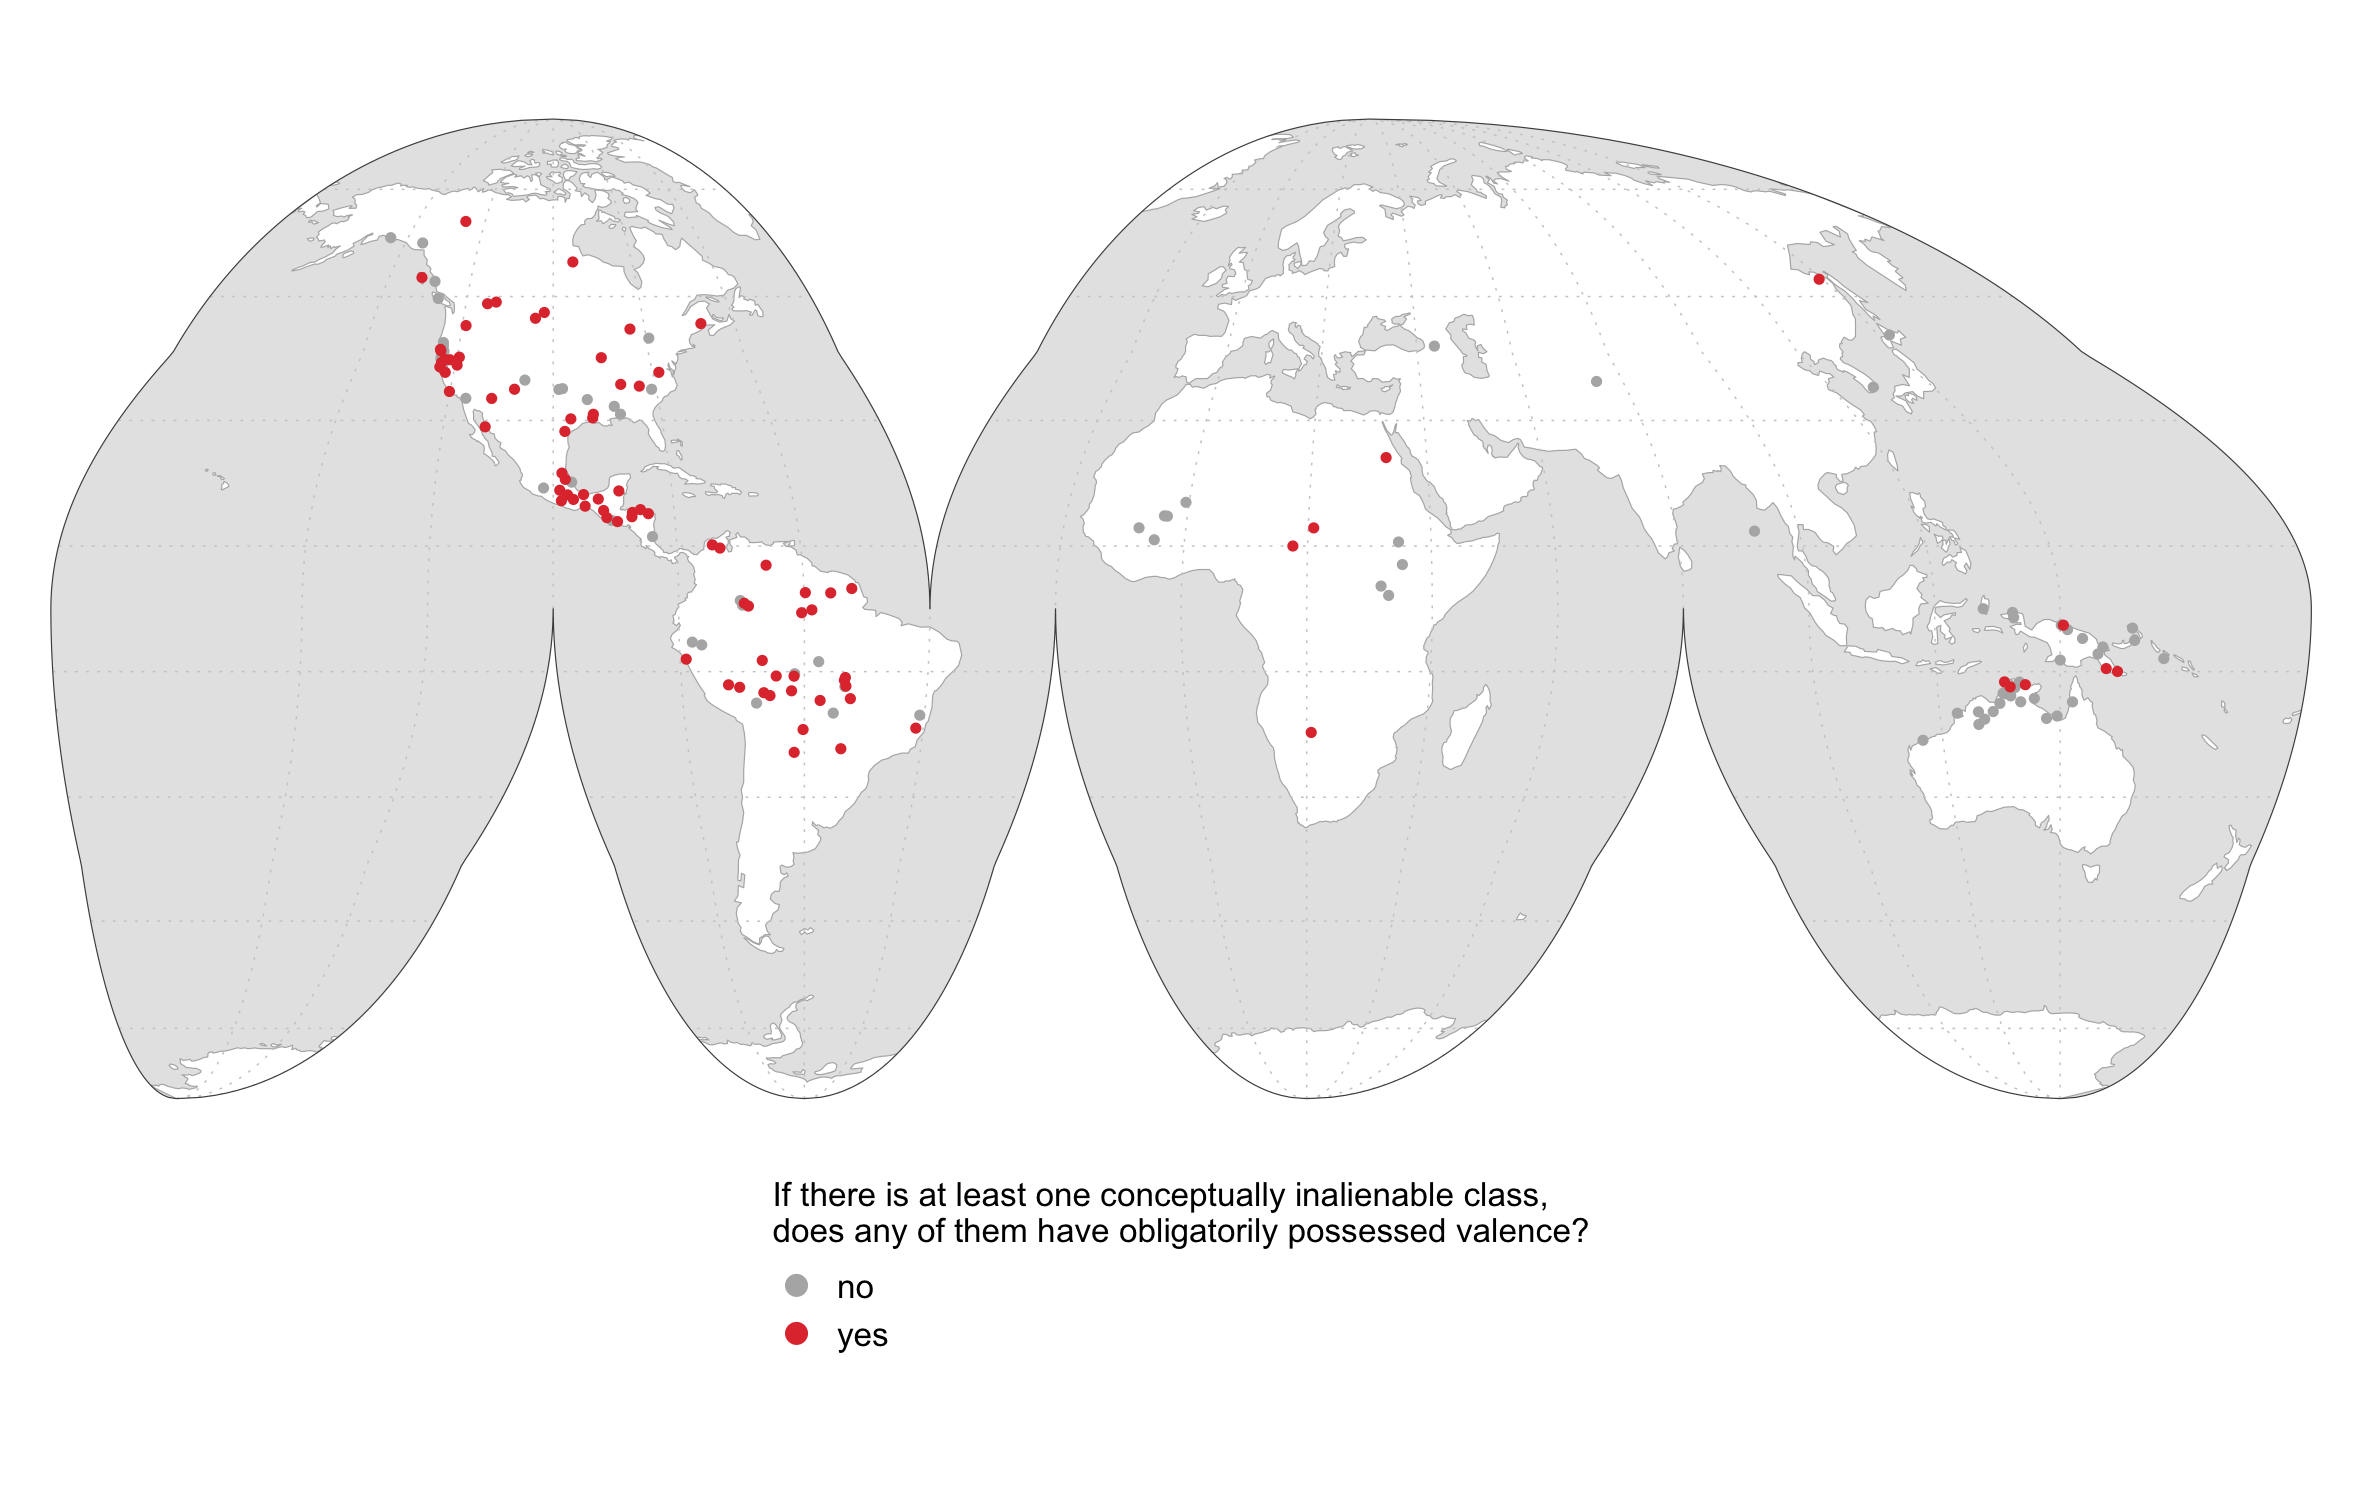 If there is at least one conceptually inalienable class,
does any of them have obligatorily possessed valence?
no
yes